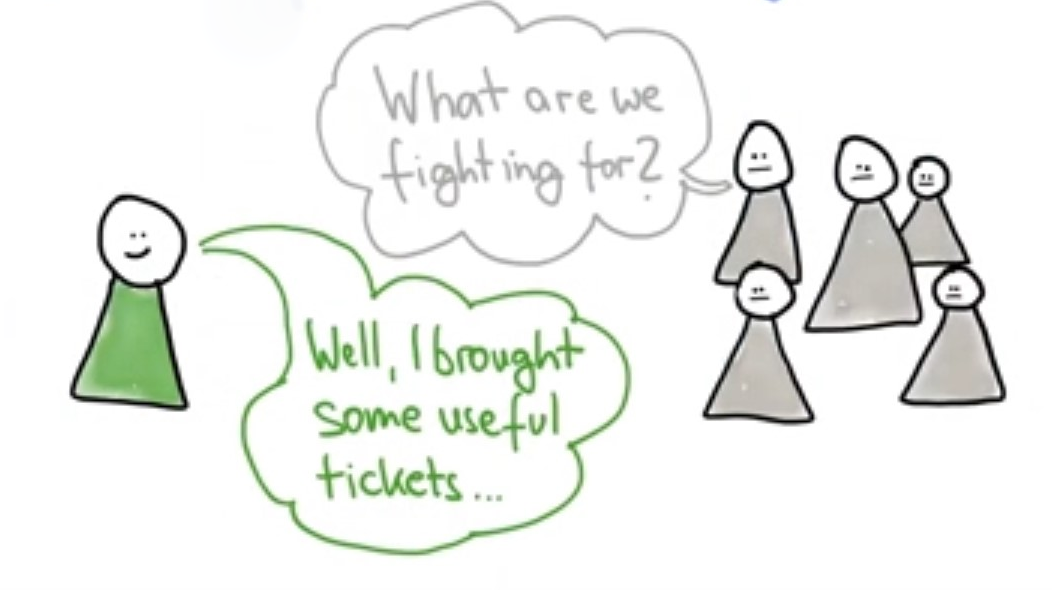 What are we
fighting for?
Well, I brought
some useful
tickets...